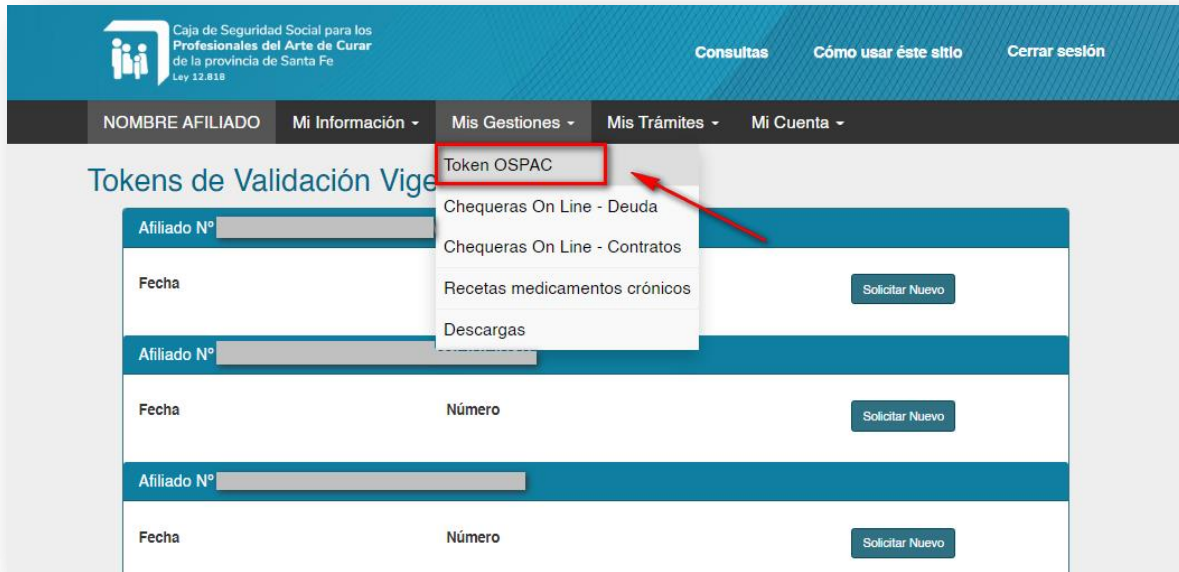 Caja de Seguridad Social para los
Profesionales del Arte de Curar
de la provincia de Santa Fe
Ley 12.818
Consultas
Cómo usar éste sitio
Cerrar sesión
NOMBRE AFILIADO
Mi Información
Mis Gestiones
Mis Trámites
Mi Cuenta
Token OSPAC
Chequeras On Line - Deuda
Chequeras On Line - Contratos
Recetas medicamentos crónicos
Descargas
Tokens de Validación Vige
Afiliado Nº
Fecha
Solicitar Nuevo
Afiliado Nº
Fecha
Número
Solicitar Nuevo
Afiliado Nº
Fecha
Número
Solicitar Nuevo